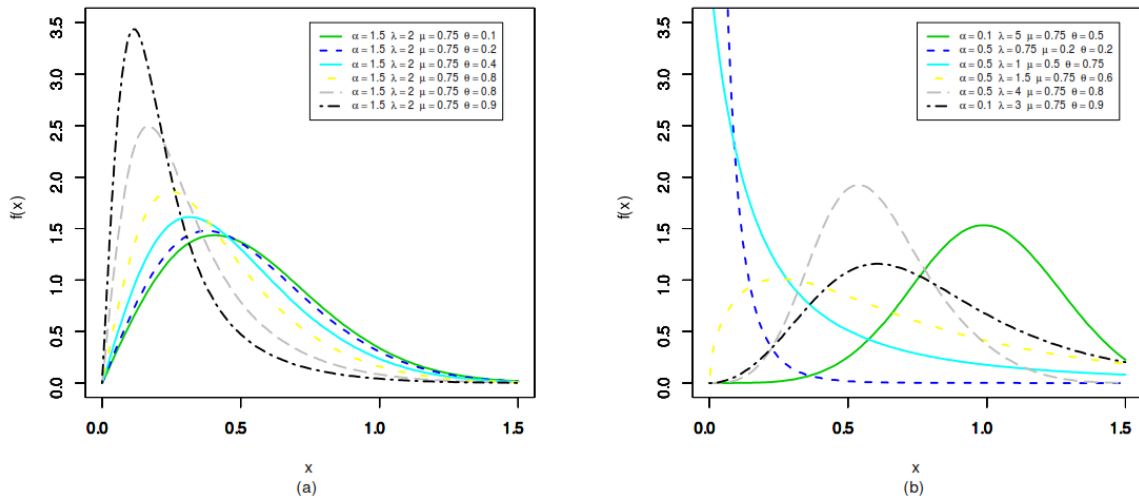 α = 1.5 λ = 2 μ = 0.75 θ = 0.1
α = 1.5 λ = 2 μ = 0.75 θ = 0.2
α = 1.5 λ = 2 μ = 0.75 θ = 0.4
α = 1.5 λ = 2 μ = 0.75 θ = 0.8
α = 1.5 λ = 2 μ = 0.75 θ = 0.8
α = 1.5 λ = 2 μ = 0.75 θ = 0.9
f(x)
3.5
3.0
2.5
2.0
1.5
1.0
0.5
0.0
0.0 0.5 1.0 1.5
x
(a)
α = 0.1 λ = 5 μ = 0.75 θ = 0.5
α = 0.5 λ = 0.75 μ = 0.2 θ = 0.2
α = 0.5 λ = 1 μ = 0.5 θ = 0.75
α = 0.5 λ = 1.5 μ = 0.75 θ = 0.6
α = 0.5 λ = 4 μ = 0.75 θ = 0.8
α = 0.1 λ = 3 μ = 0.75 θ = 0.9
f(x)
3.5
3.0
2.5
2.0
1.5
1.0
0.5
0.0
0.0 0.5 1.0 1.5
x
(b)